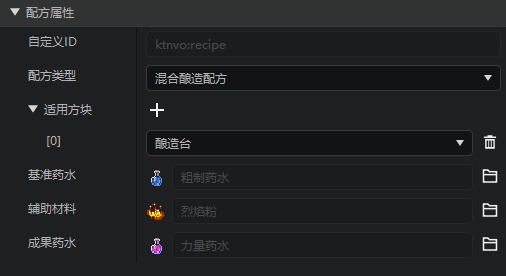 配方属性
自定义ID
ktnvo:recipe
配方类型
混合酿造配方
适用方块
[0]
酿造台
基准药水
粗制药水
辅助材料
烈焰粉
成果药水
力量药水